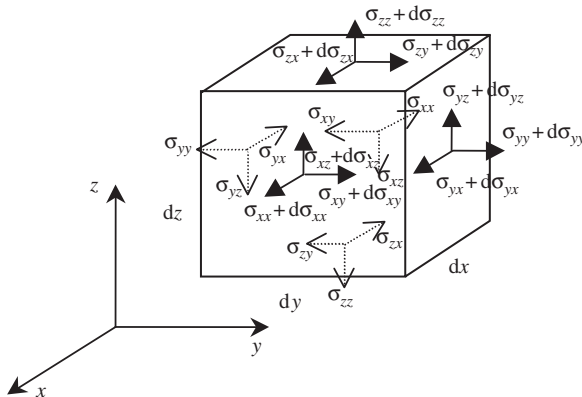 σzz + dσzz
σzx + dσzx
σzy + dσzy
σxy
σxx
σyz + dσyz
σyy
σyx
σxz + dσxz
σyy + dσyy
z
σyz
σxz
σyx + dσyx
σxx + dσxx
σxy + dσxy
dz
σzy
σzx
dx
dy
σzz
y
x